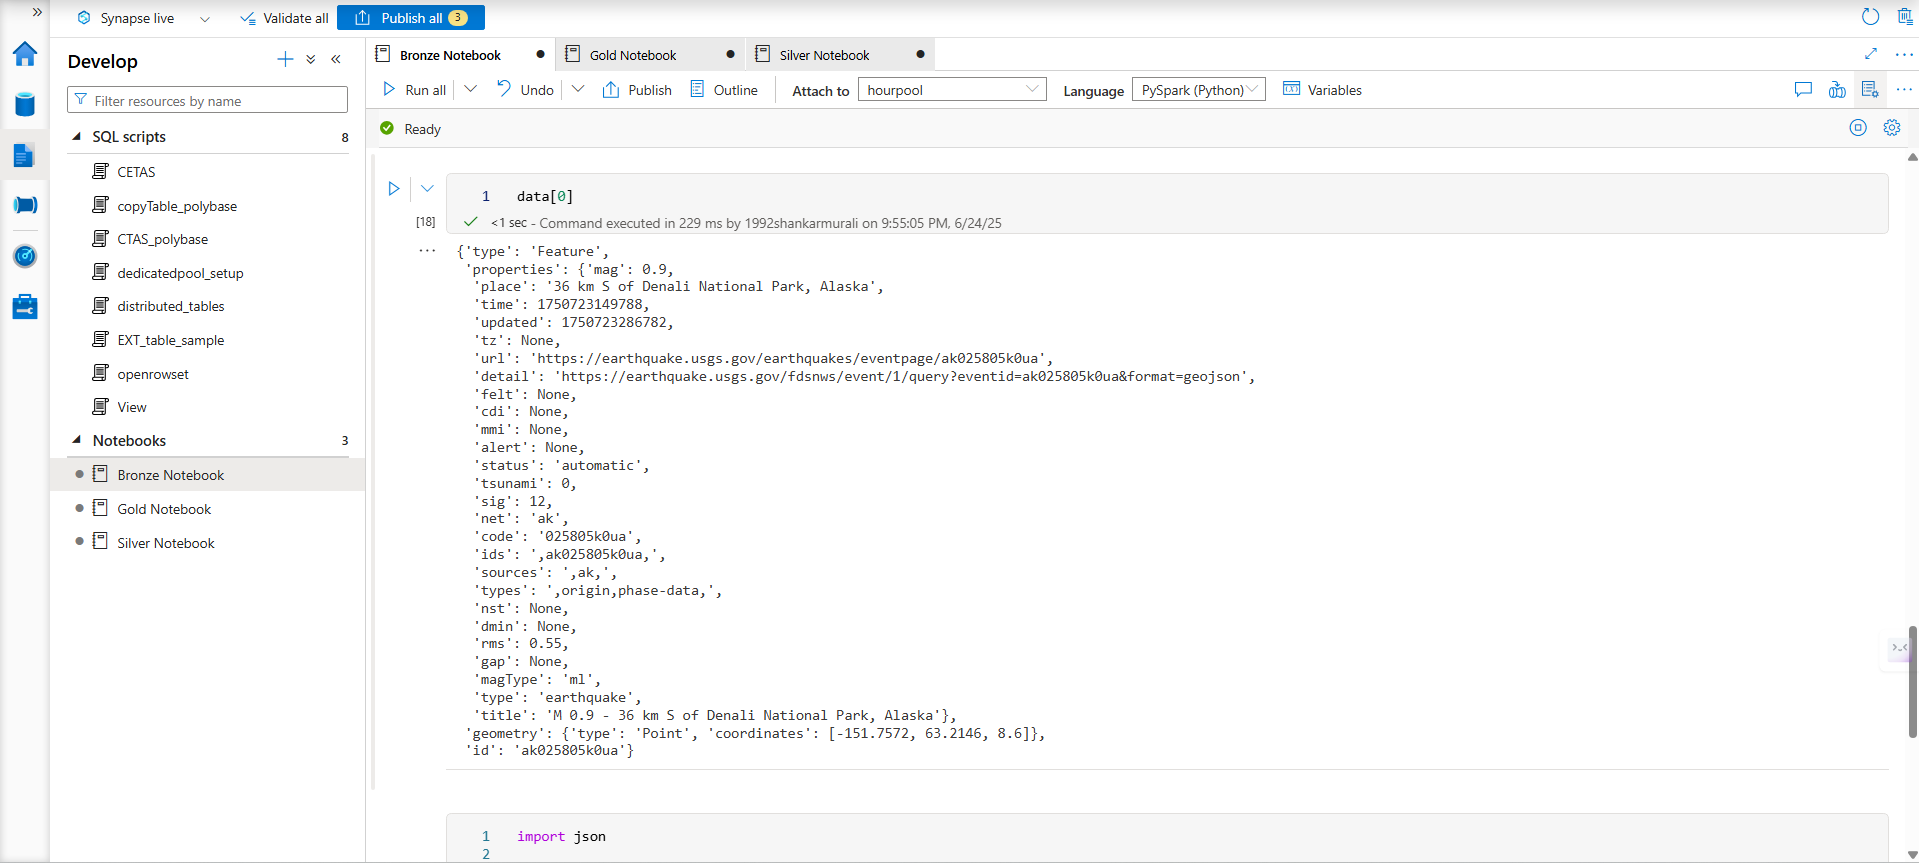 Synapse live
Validate all
Publish all 3
Develop
Filter resources by name
SQL scripts 8
CETAS
copyTable_polybase
CTAS_polybase
dedicatedpool_setup
distributed_tables
EXT_table_sample
openrowset
View
Notebooks 3
Bronze Notebook
Gold Notebook
Silver Notebook
Bronze Notebook
Gold Notebook
Silver Notebook
Run all
Undo
Publish
Outline
Attach to
hourpool
Language
PySpark (Python)
Variables
Ready
1 data[0]
[18] <1 sec - Command executed in 229 ms by 1992shankarmurali on 9:55:05 PM, 6/24/25
{'type': 'Feature',
'properties': {'mag': 0.9,
'place': '36 km S of Denali National Park, Alaska',
'time': 1750723149788,
'updated': 1750723286782,
'tz': None,
'url': 'https://earthquake.usgs.gov/earthquakes/eventpage/ak025805k0ua',
'detail': 'https://earthquake.usgs.gov/fdsnws/event/1/query?eventid=ak025805k0ua&format=geojson',
'felt': None,
'cdi': None,
'mmi': None,
'alert': None,
'status': 'automatic',
'tsunami': 0,
'sig': 12,
'net': 'ak',
'code': '025805k0ua',
'ids': ',ak025805k0ua,',
'sources': ',ak,',
'types': ',origin,phase-data,',
'nst': None,
'dmin': None,
'rms': 0.55,
'gap': None,
'magType': 'ml',
'type': 'earthquake',
'title': 'M 0.9 - 36 km S of Denali National Park, Alaska'},
'geometry': {'type': 'Point', 'coordinates': [-151.7572, 63.2146, 8.6]},
'id': 'ak025805k0ua'}
1 import json
2